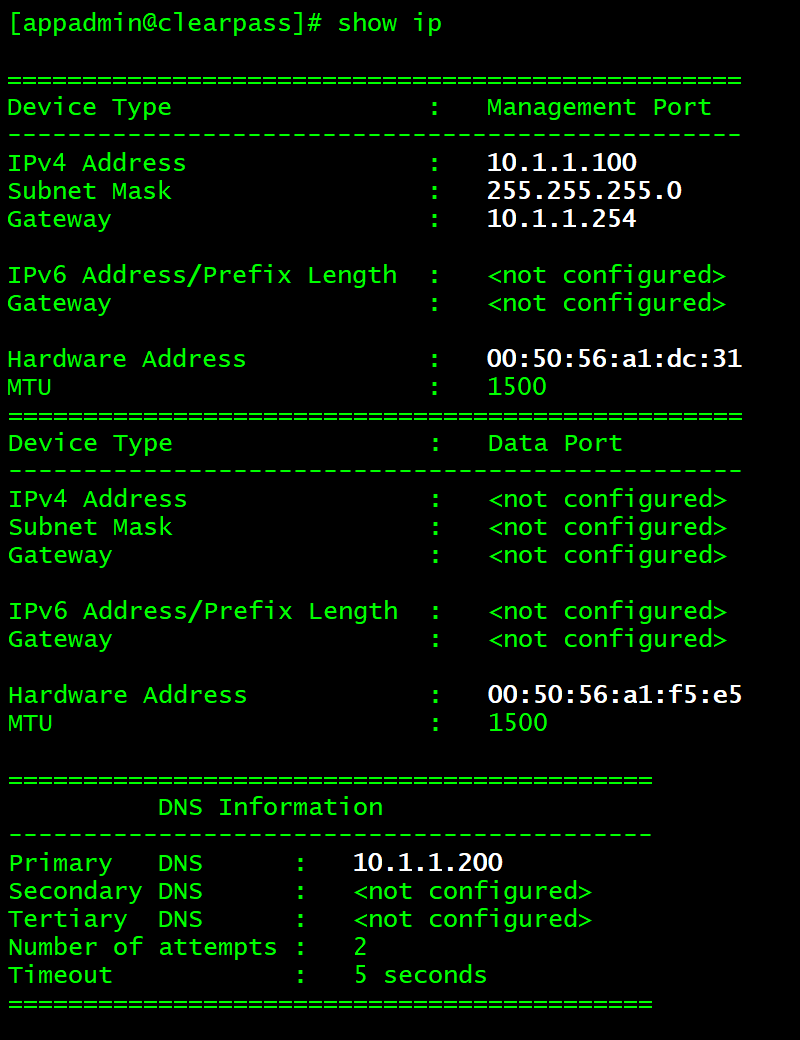 [appadmin@clearpass]# show ip
=================================================
Device Type                 :   Management Port
-------------------------------------------------
IPv4 Address                :   10.1.1.100
Subnet Mask                 :   255.255.255.0
Gateway                     :   10.1.1.254
IPv6 Address/Prefix Length  :   <not configured>
Gateway                     :   <not configured>
Hardware Address            :   00:50:56:a1:dc:31
MTU                         :   1500
=================================================
Device Type                 :   Data Port
-------------------------------------------------
IPv4 Address                :   <not configured>
Subnet Mask                 :   <not configured>
Gateway                     :   <not configured>
IPv6 Address/Prefix Length  :   <not configured>
Gateway                     :   <not configured>
Hardware Address            :   00:50:56:a1:f5:e5
MTU                         :   1500
===========================================
          DNS Information
-------------------------------------------
Primary   DNS      :   10.1.1.200
Secondary DNS      :   <not configured>
Tertiary  DNS      :   <not configured>
Number of attempts :   2
Timeout            :   5 seconds
===========================================